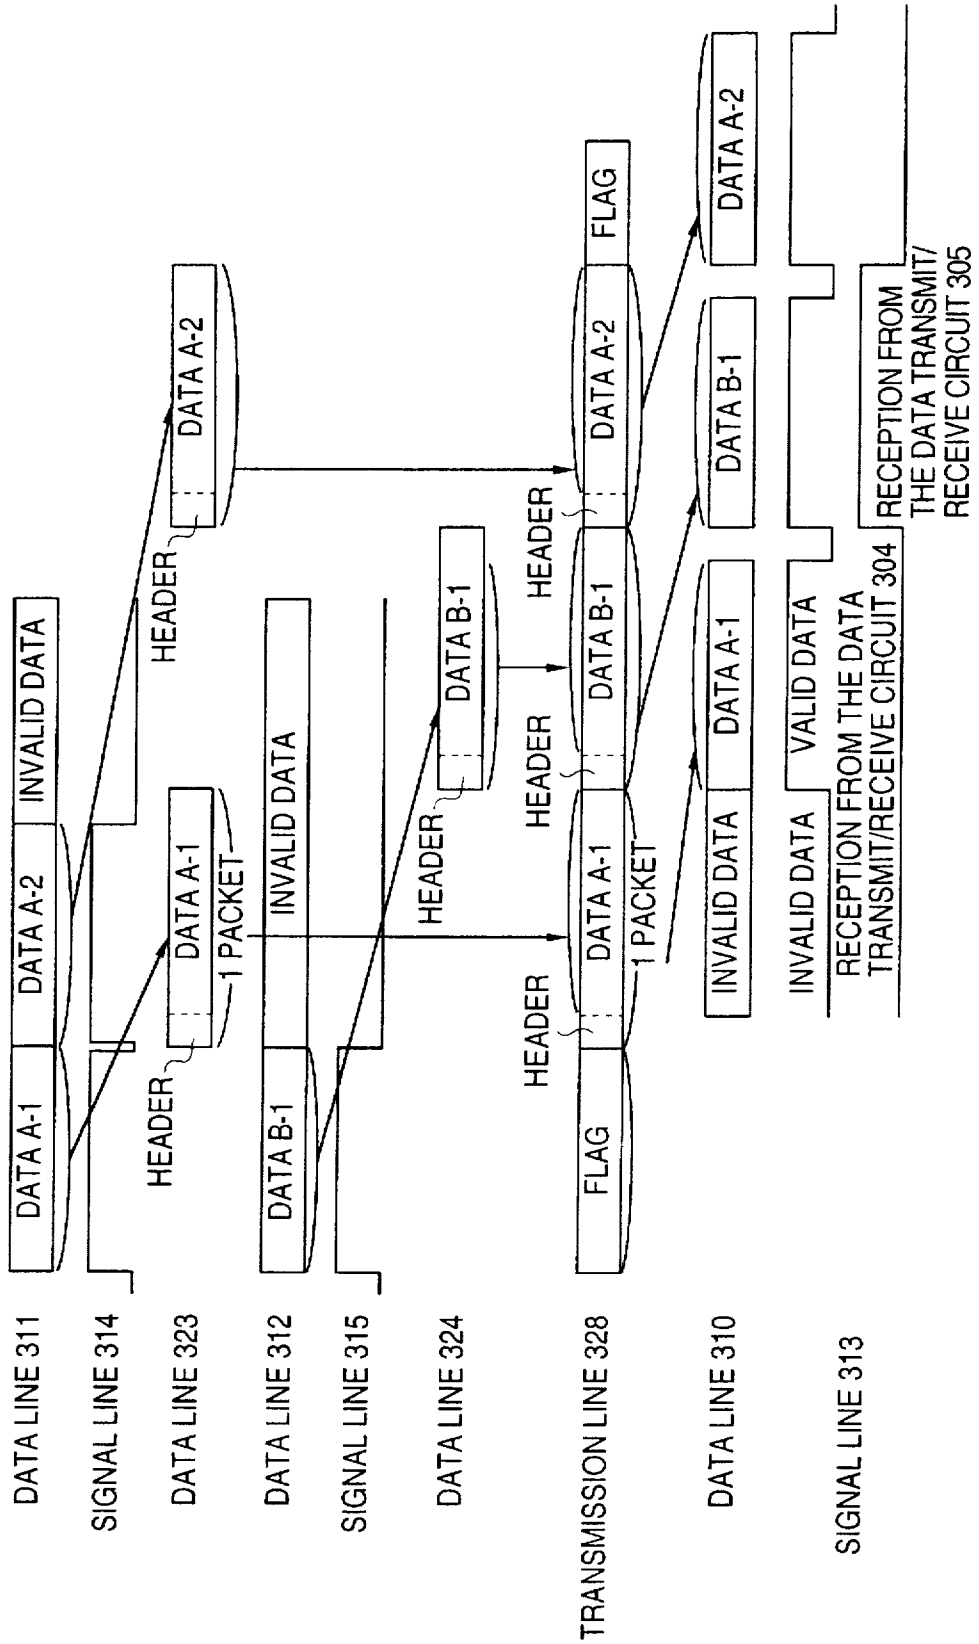 DATA LINE 311
DATA A-1
DATA A-2
INVALID DATA
SIGNAL LINE 314
DATA LINE 323
HEADER
DATA A-1
1 PACKET
HEADER
DATA A-2
DATA LINE 312
DATA B-1
INVALID DATA
SIGNAL LINE 315
DATA LINE 324
HEADER
DATA B-1
TRANSMISSION LINE 328
FLAG
HEADER
DATA A-1
1 PACKET
HEADER
DATA B-1
HEADER
DATA A-2
FLAG
DATA LINE 310
INVALID DATA
DATA A-1
DATA B-1
DATA A-2
INVALID DATA
VALID DATA
SIGNAL LINE 313
RECEPTION FROM THE DATA
TRANSMIT/RECEIVE CIRCUIT 304
RECEPTION FROM
THE DATA TRANSMIT/
RECEIVE CIRCUIT 305